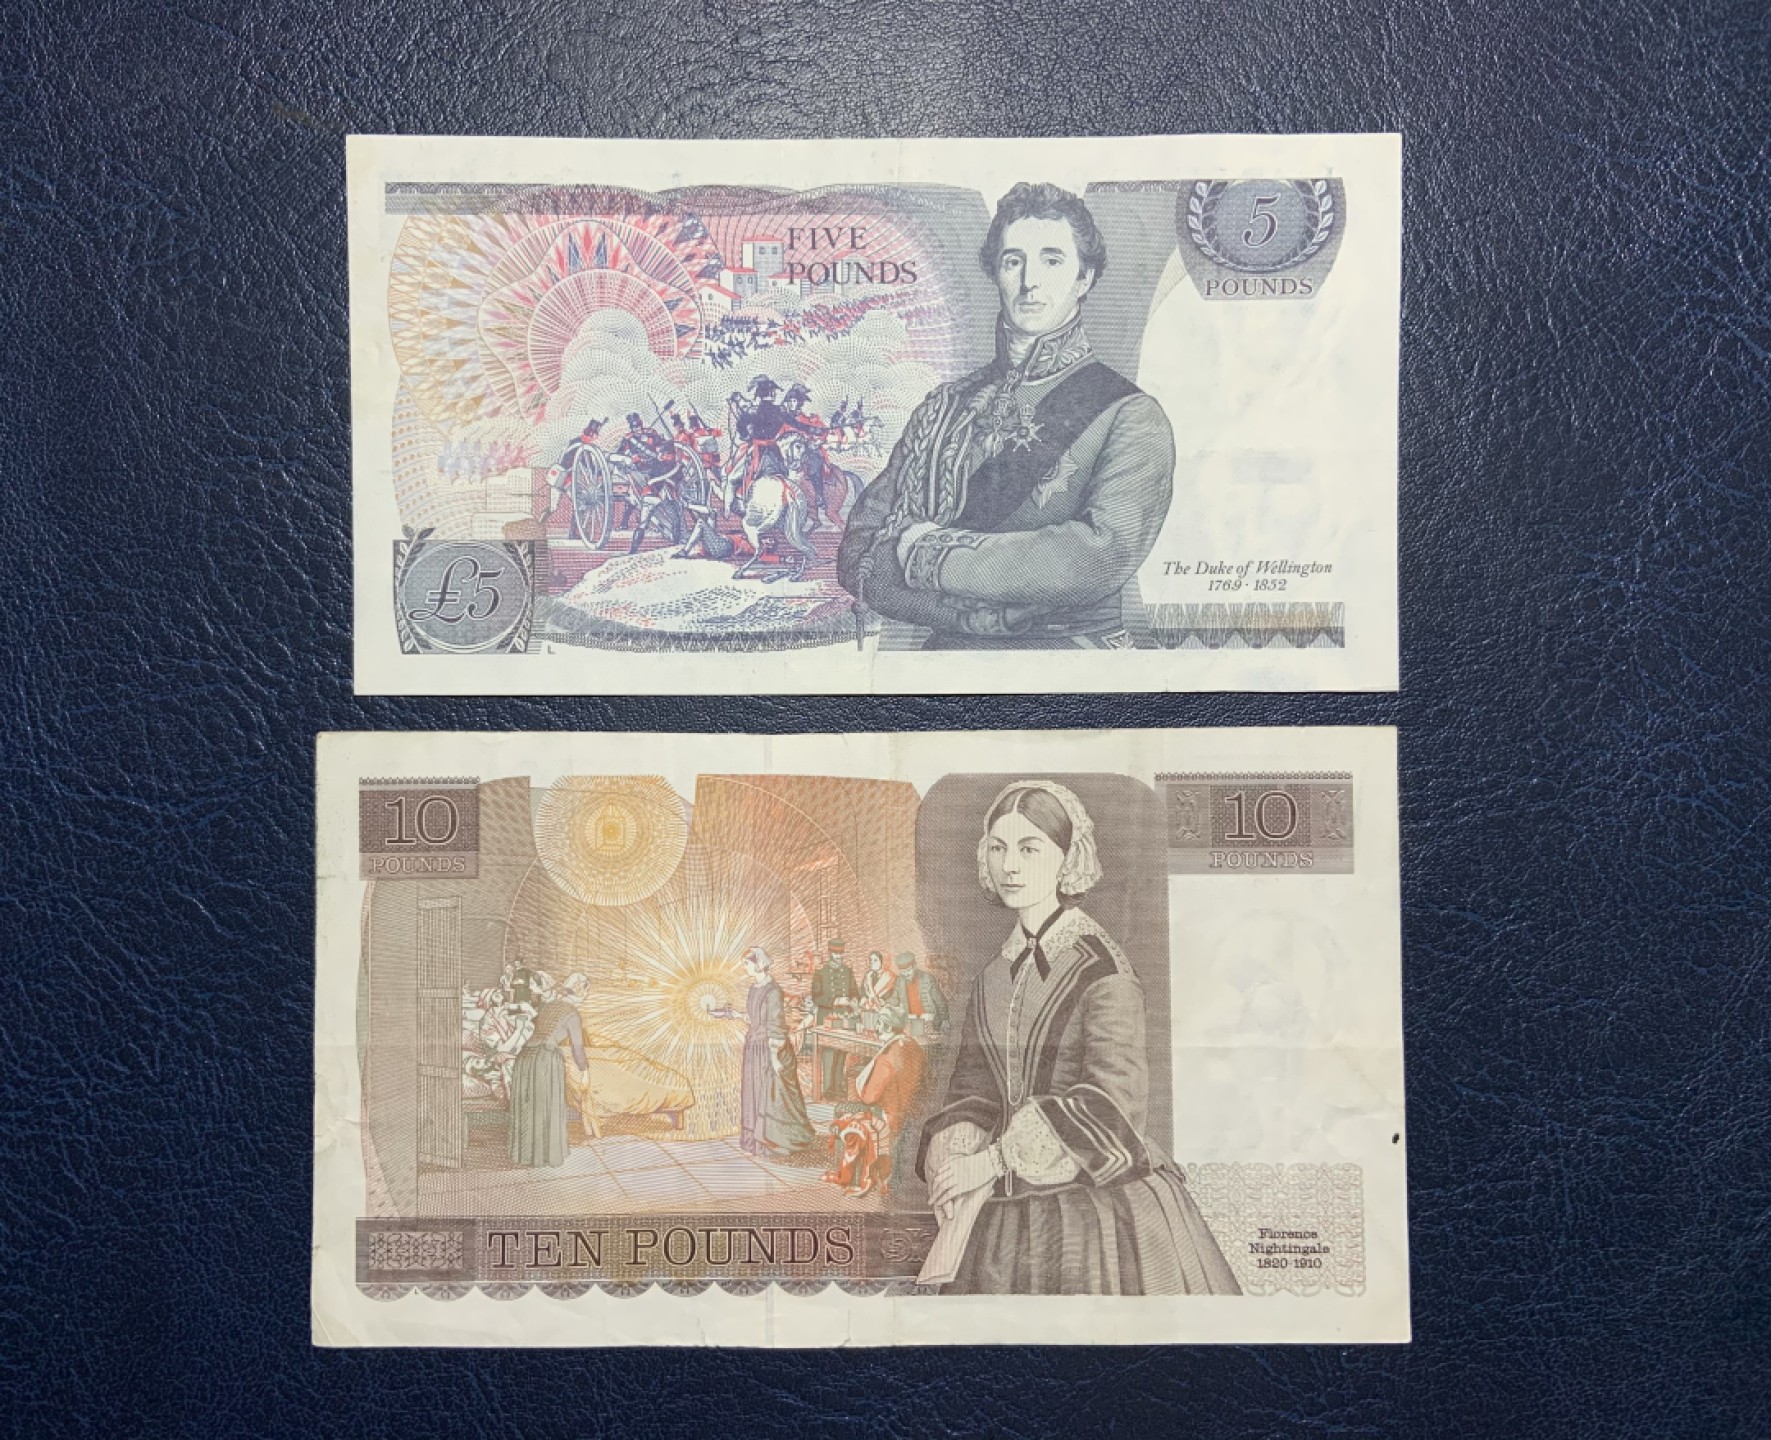 FIVE
POUNDS
5
POUNDS
£5
The Duke of Wellington
1769 · 1852
L
10
POUNDS
10
POUNDS
TEN POUNDS
Florence
Nightingale
1820 1910
L